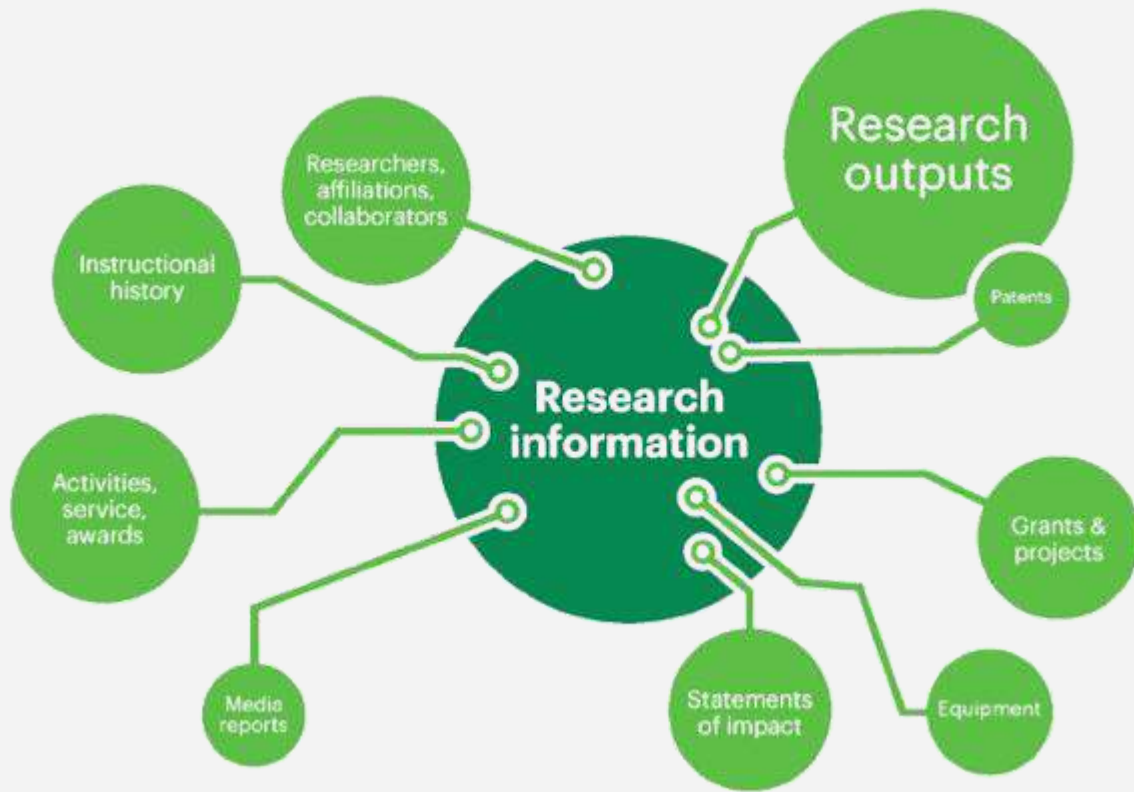 Research
outputs
Researchers,
affiliations,
collaborators
Instructional
history
Patents
Research
information
Activities,
service,
awards
Grants &
projects
Media
reports
Statements
of impact
Equipment